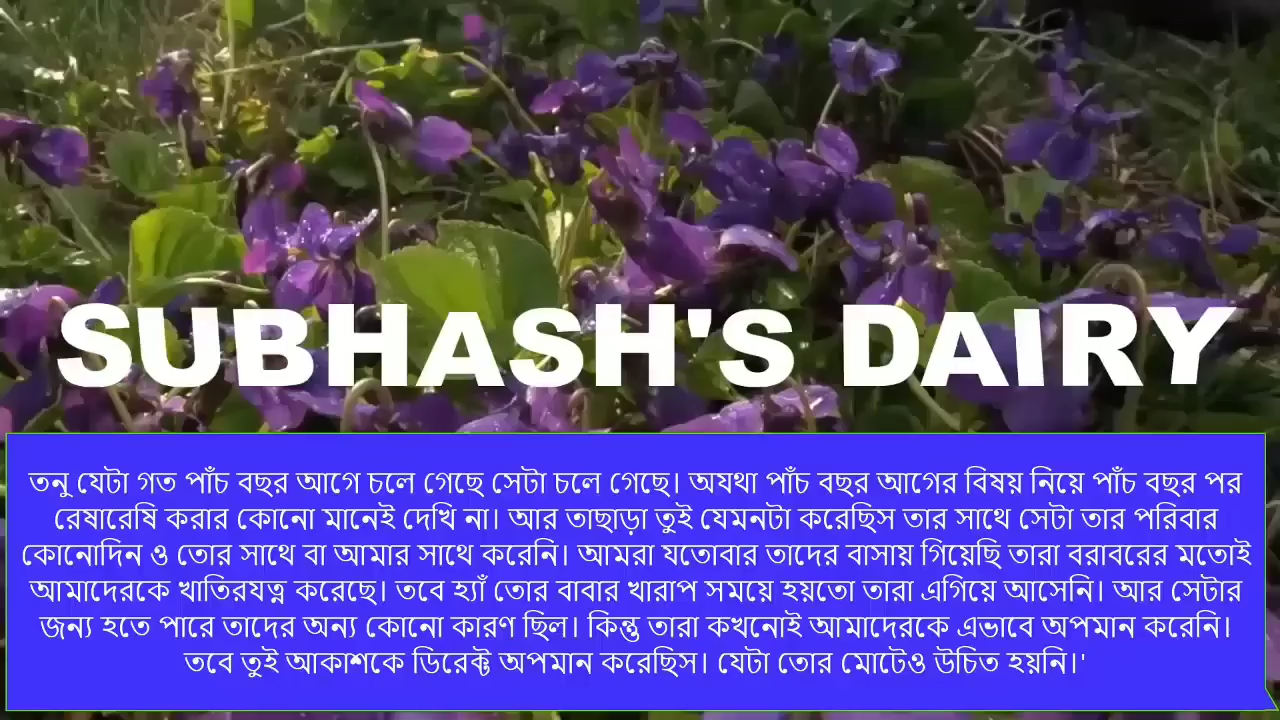 SUBHASH'S DAIRY
তনু যেটা গত পাঁচ বছর আগে চলে গেছে সেটা চলে গেছে। অযথা পাঁচ বছর আগের বিষয় নিয়ে পাঁচ বছর পর
রেষারেষি করার কোনো মানেই দেখি না। আর তাছাড়া তুই যেমনটা করেছিস তার সাথে সেটা তার পরিবার
কোনোদিন ও তোর সাথে বা আমার সাথে করেনি। আমরা যতোবার তাদের বাসায় গিয়েছি তারা বরাবরের মতোই
আমাদেরকে খাতিরযত্ন করেছে। তবে হ্যাঁ তোর বাবার খারাপ সময়ে হয়তো তারা এগিয়ে আসেনি। আর সেটার
জন্য হতে পারে তাদের অন্য কোনো কারণ ছিল। কিন্তু তারা কখনোই আমাদেরকে এভাবে অপমান করেনি।
তবে তুই আকাশকে ডিরেক্ট অপমান করেছিস। যেটা তোর মোটেও উচিত হয়নি।'